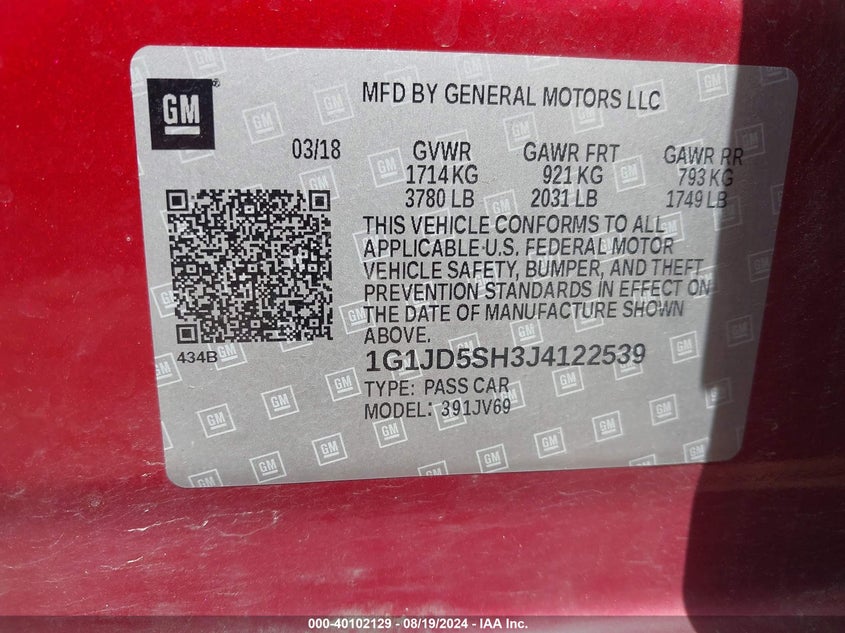 GM
MFD BY GENERAL MOTORS LLC
03/18
GVWR GAWR FRT GAWR RR
1714 KG 921 KG 793 KG
3780 LB 2031 LB 1749 LB
THIS VEHICLE CONFORMS TO ALL
APPLICABLE U.S. FEDERAL MOTOR
VEHICLE SAFETY, BUMPER, AND THEFT
PREVENTION STANDARDS IN EFFECT ON
THE DATE OF MANUFACTURE SHOWN
ABOVE.
434B
1G1JD5SH3J4122539
TYPE: PASS CAR
MODEL: 391JV69
000-40102129 - 08/19/2024 - IAA Inc.